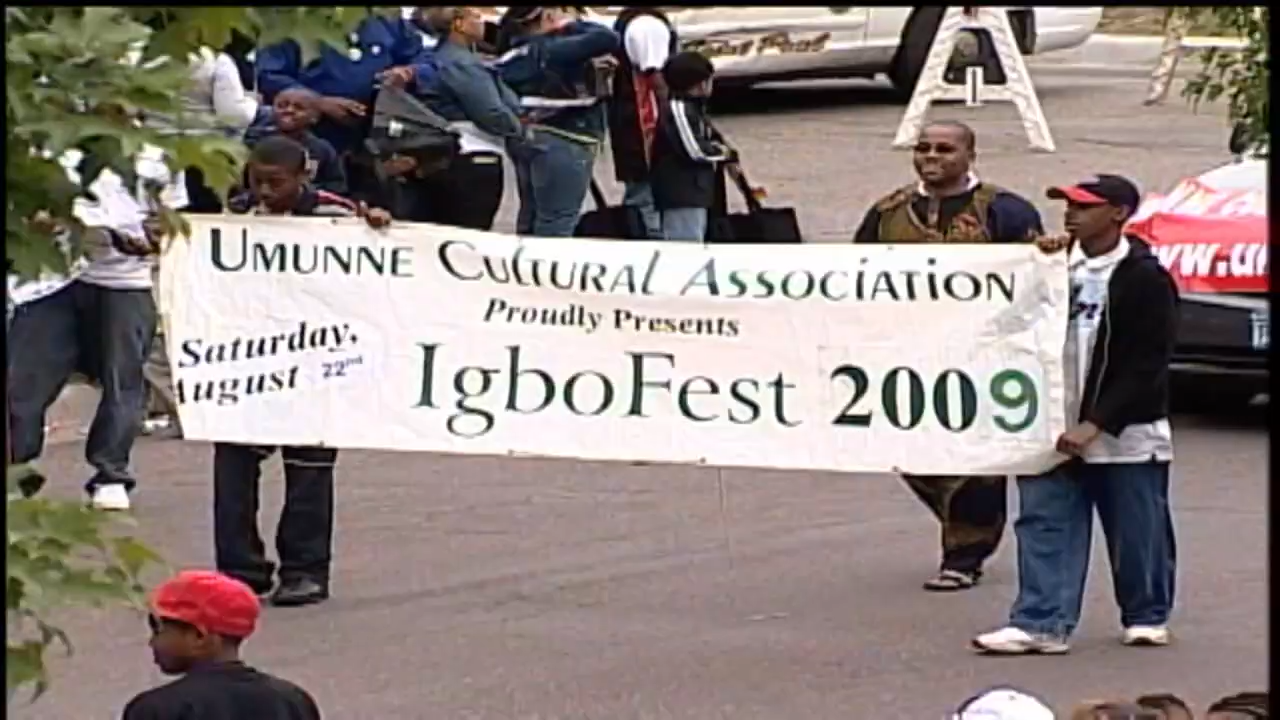 UMUNNE CULTURAL ASSOCIATION
Proudly Presents
Saturday,
August 22nd
IgboFest 2009